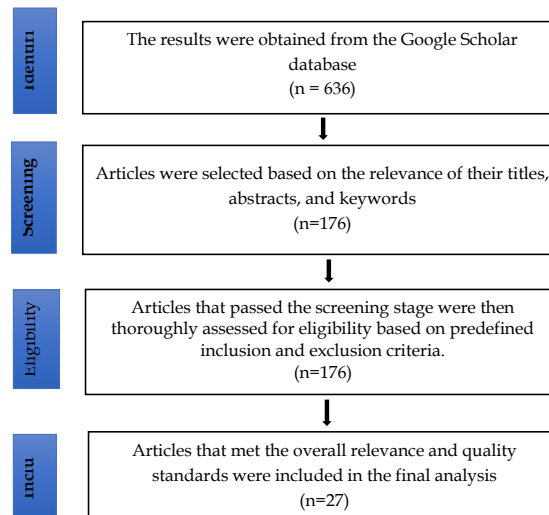 The results were obtained from the Google Scholar
database
(n = 636)
Screening
Articles were selected based on the relevance of their titles,
abstracts, and keywords
(n=176)
Eligibility
Articles that passed the screening stage were then
thoroughly assessed for eligibility based on predefined
inclusion and exclusion criteria.
(n=176)
Articles that met the overall relevance and quality
standards were included in the final analysis
(n=27)